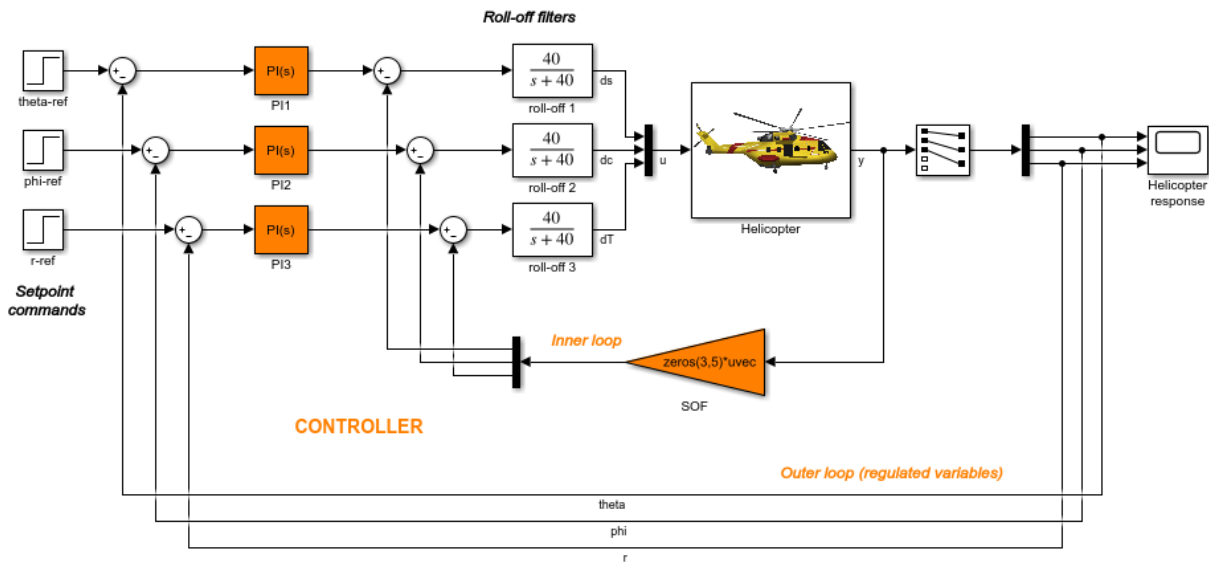 Roll-off filters
theta-ref
+
-
PI(s)
PI1
+
-
40
s + 40
roll-off 1
ds
phi-ref
+
-
PI(s)
PI2
+
-
40
s + 40
roll-off 2
dc
u
Helicopter
y
Helicopter
response
r-ref
+
-
PI(s)
PI3
+
-
40
s + 40
roll-off 3
dT
Setpoint
commands
Inner loop
zeros(3,5)*uvec
SOF
CONTROLLER
Outer loop (regulated variables)
theta
phi
r